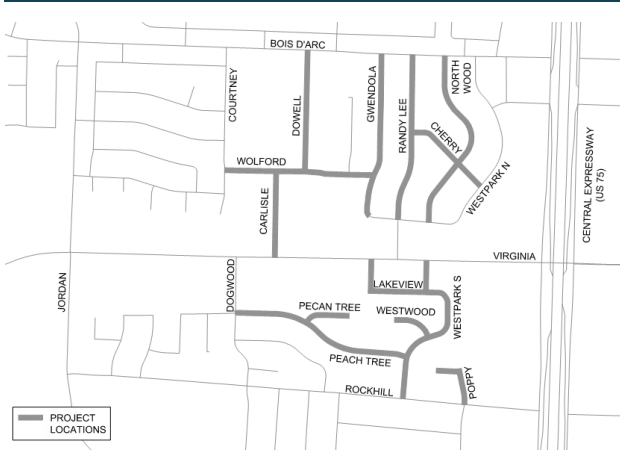 BOIS D'ARC
COURTNEY
DOWELL
GWENDOLA
RANDY LEE
NORTH
WOOD
CHERRY
WOLFORD
WESTPARK N
CENTRAL EXPRESSWAY
(US 75)
CARLISLE
VIRGINIA
JORDAN
DOGWOOD
LAKEVIEW
WESTPARK S
PECAN TREE
WESTWOOD
PEACH TREE
ROCKHILL
POPPY
PROJECT
LOCATIONS